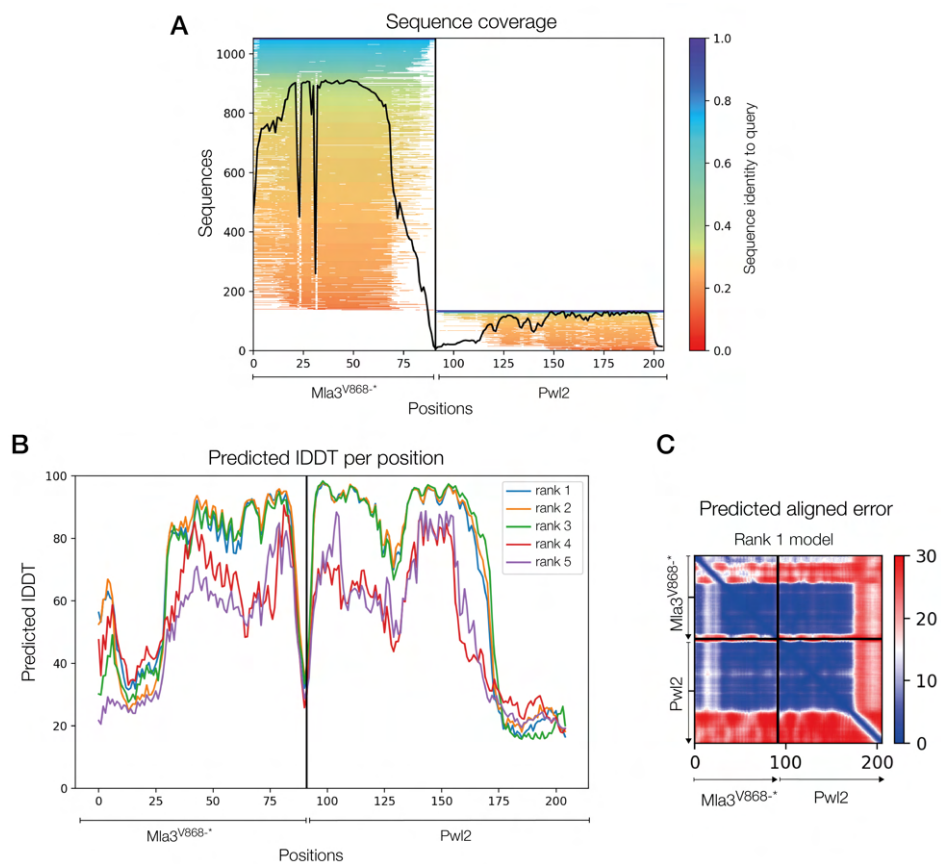 A
Sequence coverage
1000
800
600
400
200
0
Sequences
0 25 50 75 100 125 150 175 200
Mla3V868-* Pwl2
Positions
1.0
0.8
0.6
0.4
0.2
0.0
Sequence identity to query
B
Predicted lDDT per position
100
80
60
40
20
0
Predicted lDDT
rank 1
rank 2
rank 3
rank 4
rank 5
0 25 50 75 100 125 150 175 200
Mla3V868-* Pwl2
Positions
C
Predicted aligned error
Rank 1 model
Mla3V868-*
Pwl2
30
20
10
0
0 100 200
Mla3V868-* Pwl2